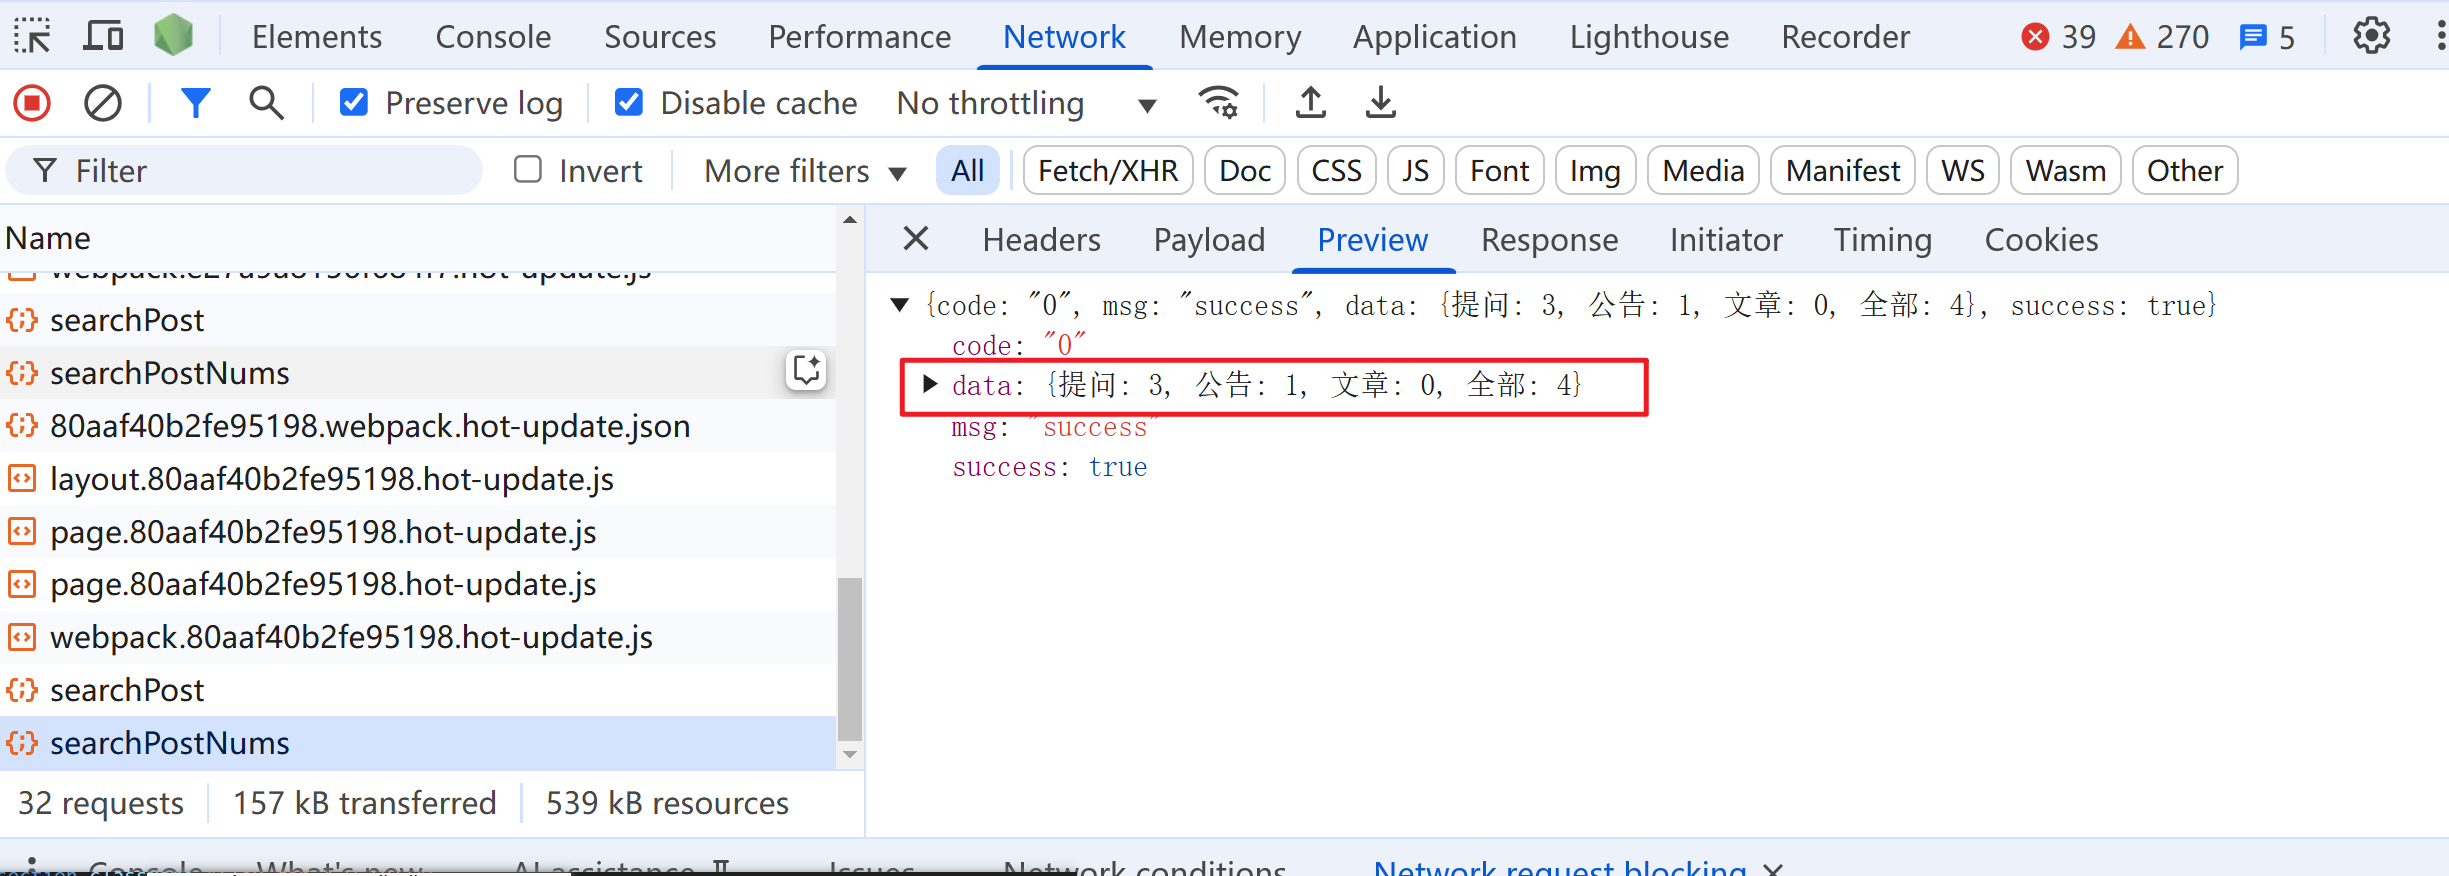 Elements Console Sources Performance Network Memory Application Lighthouse Recorder 39 270 5
Preserve log Disable cache No throttling
Filter Invert More filters All Fetch/XHR Doc CSS JS Font Img Media Manifest WS Wasm Other
Name
Headers Payload Preview Response Initiator Timing Cookies
searchPost
searchPostNums
80aaf40b2fe95198.webpack.hot-update.json
layout.80aaf40b2fe95198.hot-update.js
page.80aaf40b2fe95198.hot-update.js
page.80aaf40b2fe95198.hot-update.js
webpack.80aaf40b2fe95198.hot-update.js
searchPost
searchPostNums
{code: "0", msg: "success", data: {提问: 3, 公告: 1, 文章: 0, 全部: 4}, success: true}
code: "0"
data: {提问: 3, 公告: 1, 文章: 0, 全部: 4}
msg: "success"
success: true
32 requests 157 kB transferred 539 kB resources
Console What's new AI assistance Issues Network conditions Network request blocking